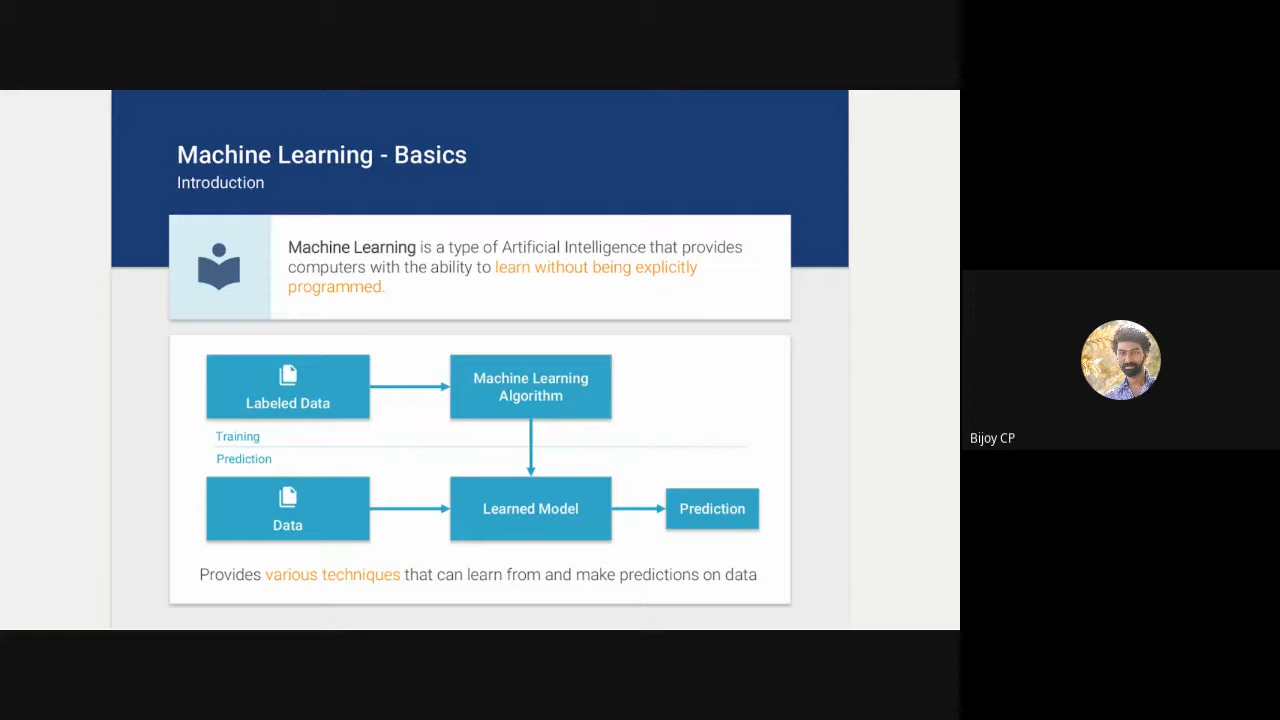 Machine Learning - Basics
Introduction
Machine Learning is a type of Artificial Intelligence that provides
computers with the ability to learn without being explicitly
programmed.
Labeled Data
Machine Learning
Algorithm
Training
Prediction
Data
Learned Model
Prediction
Provides various techniques that can learn from and make predictions on data
Bijoy CP